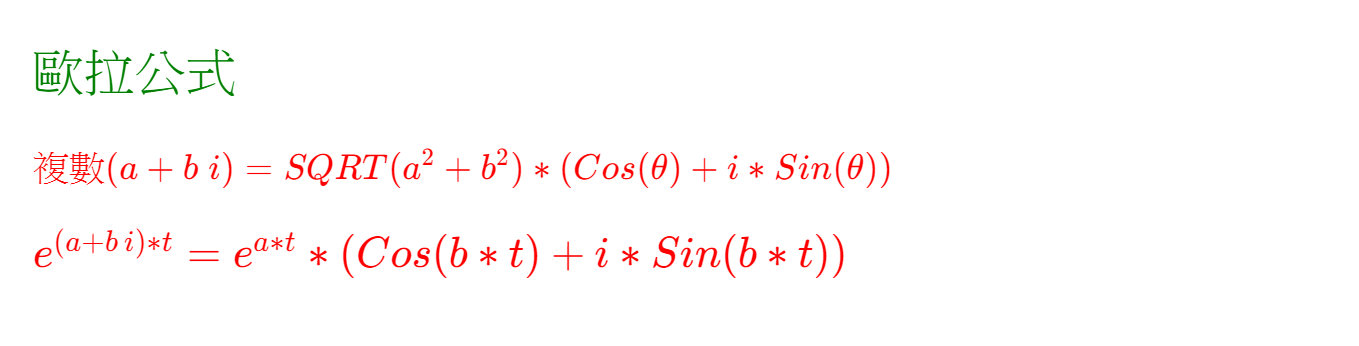 歐拉公式
複數(a + b i) = SQRT(a² + b²) * (Cos(θ) + i * Sin(θ))
e^{(a+b i)*t} = e^{a*t} * (Cos(b * t) + i * Sin(b * t))